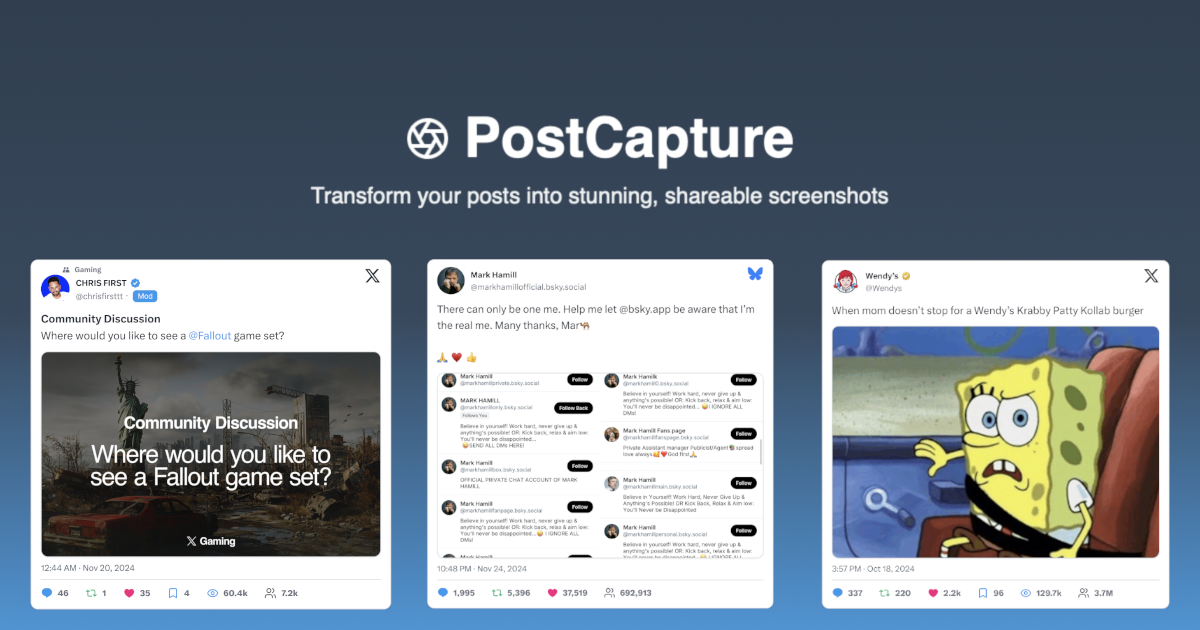 PostCapture
Transform your posts into stunning, shareable screenshots
Gaming
CHRIS FIRST
@chrisfirsttt · Mod
Community Discussion
Where would you like to see a @Fallout game set?
Community Discussion
Where would you like to
see a Fallout game set?
X Gaming
12:44 AM · Nov 20, 2024
46 1 35 4 60.4k 7.2k
Mark Hamill
@markhamillofficial.bsky.social
There can only be one me. Help me let @bsky.app be aware that I'm
the real me. Many thanks, Mar
🙏 ❤️ 👍
Mark Hamill
@markhamillprivate.bsky.social
Follow
MARK HAMILL
@markhamillonly.bsky.social
Follow Back
Follows You
Believe in yourself! Work hard, never give up &
anything's possible! OR: Kick back, relax & aim low:
You'll never be disappointed...
😄SEND ALL DMs HERE!
Mark Hamill
@markhamillbox.bsky.social
Follow
OFFICIAL PRIVATE CHAT ACCOUNT OF MARK
HAMILL
Mark Hamill
@markhamillfanpage.bsky.social
Follow
Believe in yourself! Work hard, never give up &
anything's possible! OR: Kick back, relax & aim low:
You'll never be disappointed...😄 I IGNORE ALL
DMs!
Mark Hamill
Mark Hamilk
@markhamill0.bsky.social
Follow
Believe in yourself! Work hard, never give up &
anything's possible! OR: Kick back, relax & aim low:
You'll never be disappointed... 😄I IGNORE ALL
DMs!
Mark Hamill Fans page
@markhamillfanspage.bsky.social
Follow
Private Assistant manager Publicist/Agent spread
love always🥰❤️God first🙏
Mark Hamill
@markhamillmain.bsky.social
Follow
Believe in Yourself! Work Hard, Never Give Up &
Anything's Possible! OR Kick Back, Relax & Aim Low:
You'll Never Be Disappointed
Mark Hamill
@markhamillpersonal.bsky.social
Follow
Believe in yourself! Work hard, never give up &
anything's possible! OR: Kick back, relax & aim low:
You'll never be disappointed... I IGNORE ALL
10:48 PM · Nov 24, 2024
1,995 5,396 37,519 692,913
Wendy's
@Wendys
When mom doesn't stop for a Wendy's Krabby Patty Kollab burger
3:57 PM · Oct 18, 2024
337 220 2.2k 96 129.7k 3.7M